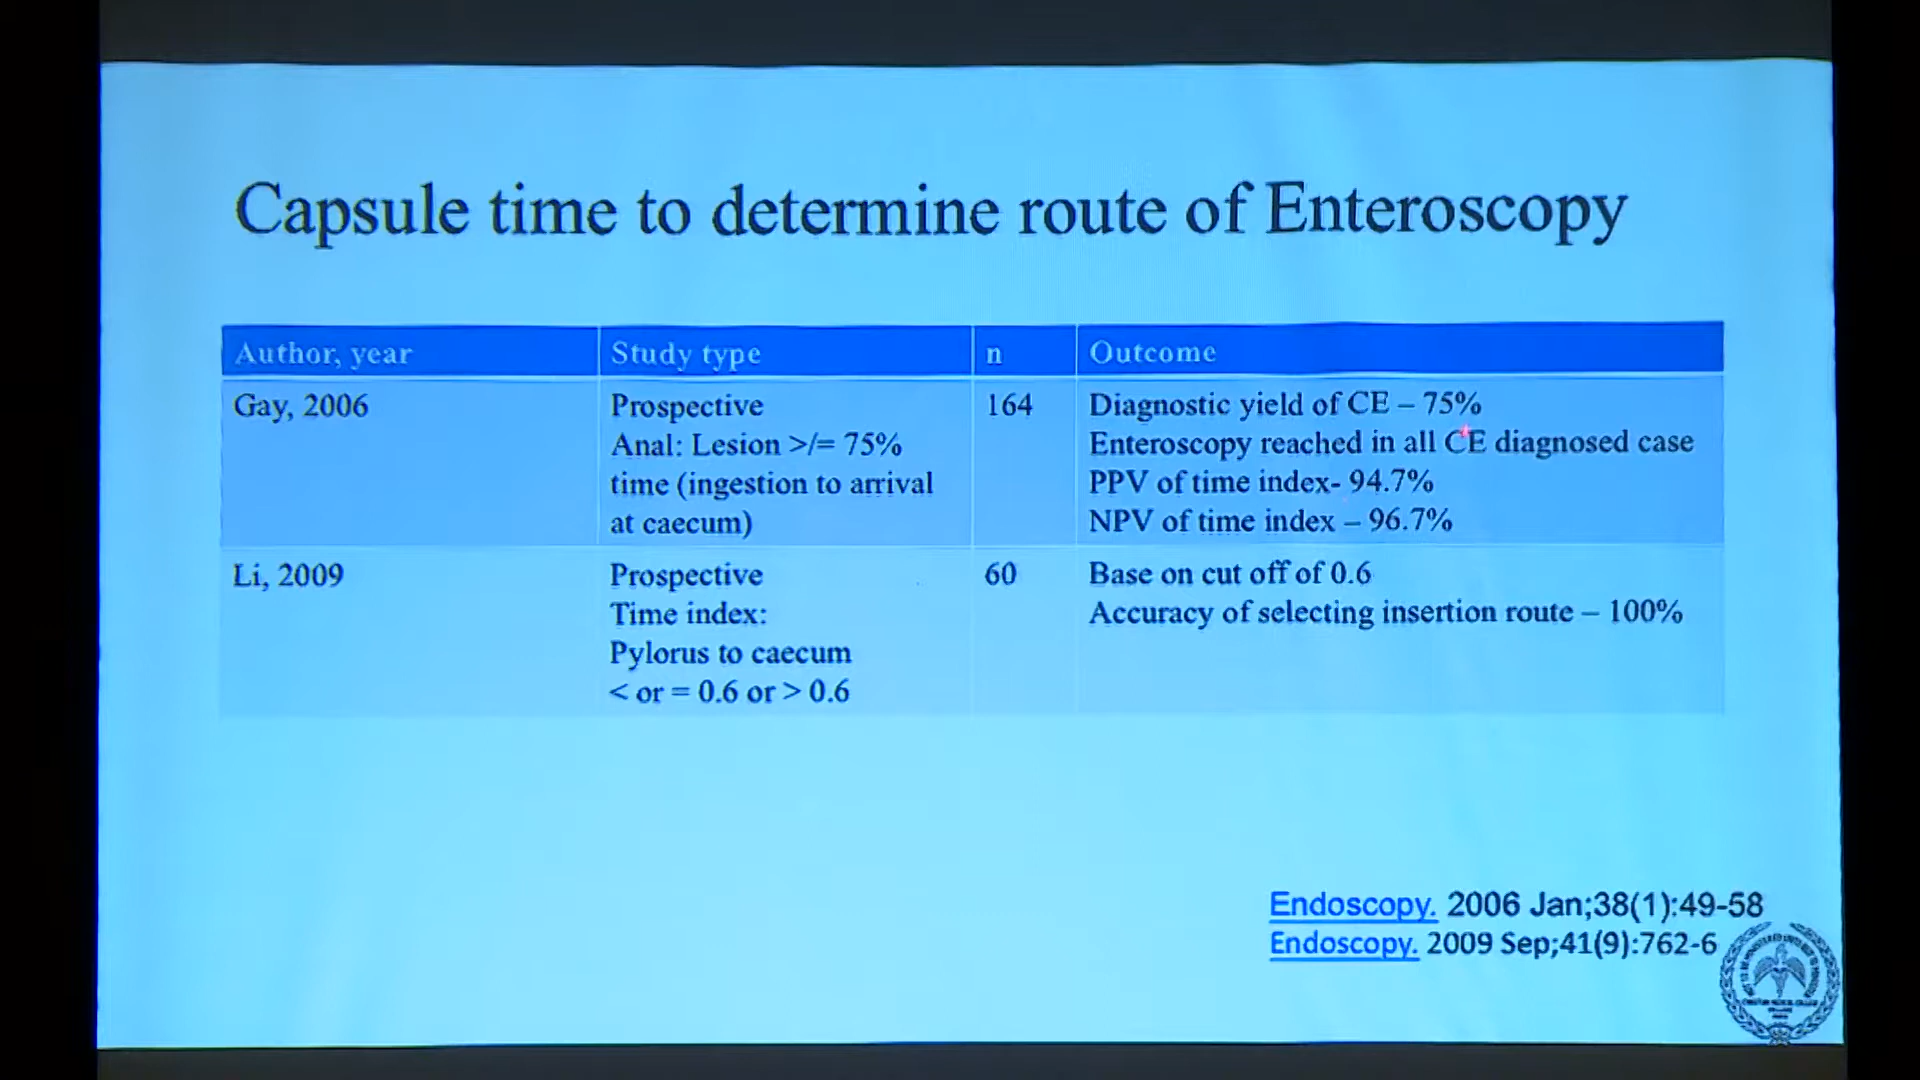 Capsule time to determine route of Enteroscopy
Author, year
Study type
n
Outcome
Gay, 2006
Prospective
Anal: Lesion >/= 75%
time (ingestion to arrival
at caecum)
164
Diagnostic yield of CE – 75%
Enteroscopy reached in all CE diagnosed case
PPV of time index- 94.7%
NPV of time index – 96.7%
Li, 2009
Prospective
Time index:
Pylorus to caecum
< or = 0.6 or > 0.6
60
Base on cut off of 0.6
Accuracy of selecting insertion route – 100%
Endoscopy. 2006 Jan;38(1):49-58
Endoscopy. 2009 Sep;41(9):762-6